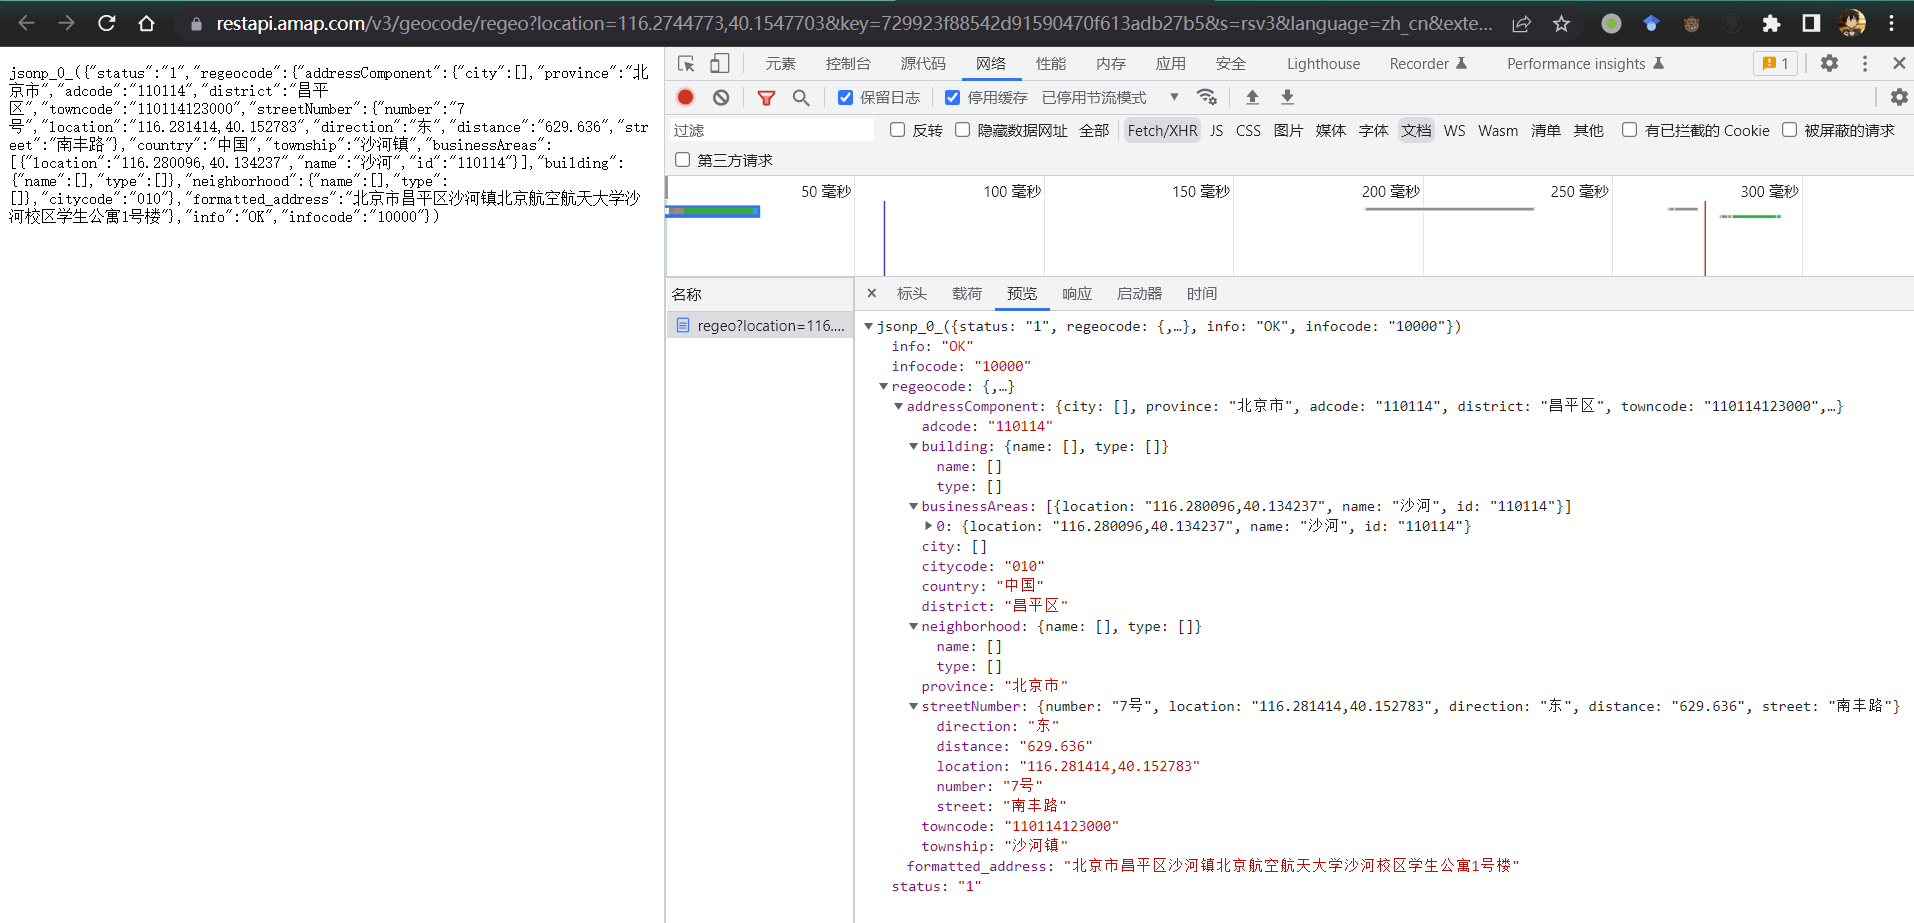 restapi.amap.com/v3/geocode/regeo?location=116.2744773,40.1547703&key=729923f88542d91590470f613adb27b5&s=rsv3&language=zh_cn&exte...
jsonp_0_({"status":"1","regeocode":{"addressComponent":{"city":[],"province":"北
京市","adcode":"110114","district":"昌平
区","towncode":"110114123000","streetNumber":{"number":"7
号","location":"116.281414,40.152783","direction":"东","distance":"629.636","str
eet":"南丰路"},"country":"中国","township":"沙河镇","businessAreas":
[{"location":"116.280096,40.134237","name":"沙河","id":"110114"}],"building":
{"name":[],"type":[]},"neighborhood":{"name":[],"type":
[]},"citycode":"010"},"formatted_address":"北京市昌平区沙河镇北京航空航天大学沙
河校区学生公寓1号楼"},"info":"OK","infocode":"10000"})
元素 控制台 源代码 网络 性能 内存 应用 安全 Lighthouse Recorder Performance insights 1
保留日志 停用缓存 已停用节流模式
过滤 反转 隐藏数据网址 全部 Fetch/XHR JS CSS 图片 媒体 字体 文档 WS Wasm 清单 其他 有已拦截的 Cookie 被屏蔽的请求
第三方请求
50 毫秒 100 毫秒 150 毫秒 200 毫秒 250 毫秒 300 毫秒
名称
regeo?location=116....
× 标头 载荷 预览 响应 启动器 时间
jsonp_0_({status: "1", regeocode: {,…}, info: "OK", infocode: "10000"})
info: "OK"
infocode: "10000"
regeocode: {,…}
addressComponent: {city: [], province: "北京市", adcode: "110114", district: "昌平区", towncode: "110114123000",…}
adcode: "110114"
building: {name: [], type: []}
name: []
type: []
businessAreas: [{location: "116.280096,40.134237", name: "沙河", id: "110114"}]
0: {location: "116.280096,40.134237", name: "沙河", id: "110114"}
city: []
citycode: "010"
country: "中国"
district: "昌平区"
neighborhood: {name: [], type: []}
name: []
type: []
province: "北京市"
streetNumber: {number: "7号", location: "116.281414,40.152783", direction: "东", distance: "629.636", street: "南丰路"}
direction: "东"
distance: "629.636"
location: "116.281414,40.152783"
number: "7号"
street: "南丰路"
towncode: "110114123000"
township: "沙河镇"
formatted_address: "北京市昌平区沙河镇北京航空航天大学沙河校区学生公寓1号楼"
status: "1"